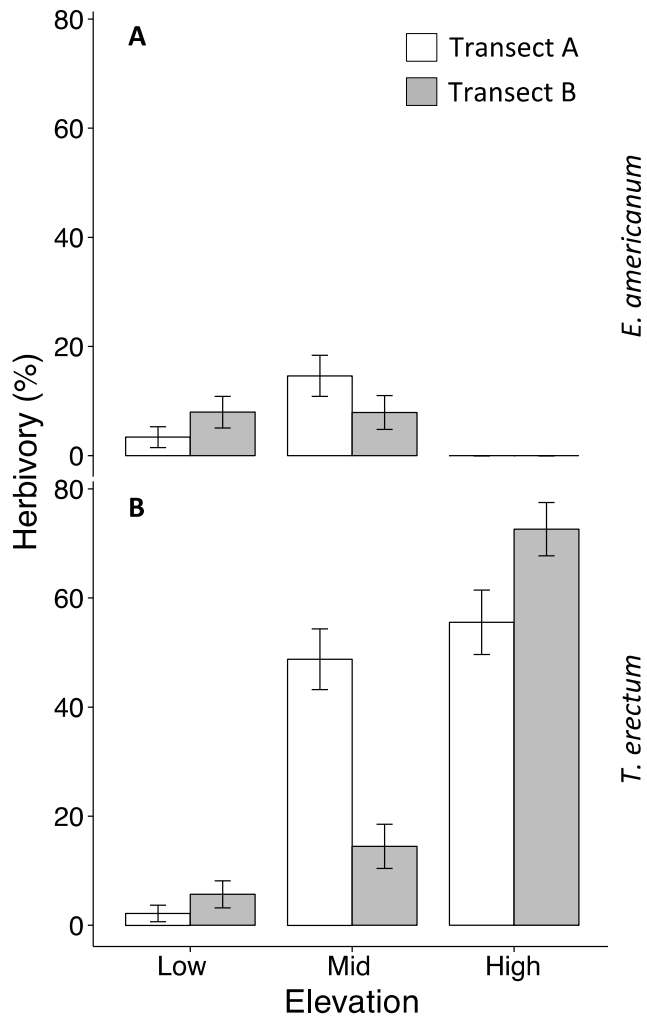 80
A
Transect A
Transect B
60
40
20
0
E. americanum
Herbivory (%)
80
B
60
40
20
0
T. erectum
Low Mid High
Elevation